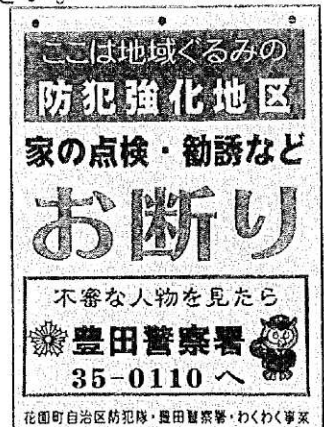 ここは地域ぐるみの
防犯強化地区
家の点検・勧誘など
お断り
不審な人物を見たら
豊田警察署
35-0110へ
花園町自治区防犯隊・豊田警察署・わくわく事業